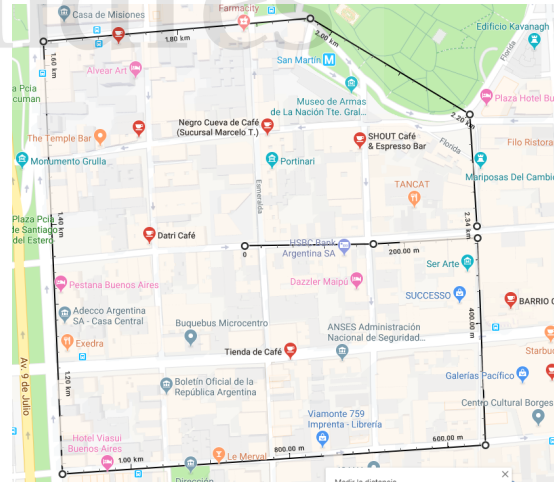 Casa de Misiones
Farmacity
Edificio Kavanagh
1.80 km
2.00 km
Florida
San Martín M
1.60 km
Alvear Art
a Pcia
cuman
Museo de Armas
de La Nación Tte. Gral...
Plaza Hotel Bu
2.20 km
Negro Cueva de Café
(Sucursal Marcelo T.)
The Temple Bar
SHOUT Café
& Espresso Bar
Florida
Filo Ristora
Monumento Grulla
Portinari
Mariposas Del Cambi
TANCAT
Esmeralda
Plaza Pcia
de Santiago
del Estero
1.40 km
2.34 km
Datri Café
0
HSBC Bank
Argentina SA
200.00 m
Ser Arte
Pestana Buenos Aires
Dazzler Maipú
SUCCESSO
BARRIO C
Adecco Argentina
SA - Casa Central
Buquebus Microcentro
ANSES Administración
Nacional de Seguridad...
400.00 m
Exedra
Tienda de Café
Starbu
Av. 9 de Julio
1.20 km
Boletín Oficial de la
República Argentina
Galerías Pacífico
Centro Cultural Borges
Viamonte 759
Imprenta - Librería
Hotel Viasui
Buenos Aires
1.00 km
Le Merval
800.00 m
600.00 m
Dirección
Medir la distancia